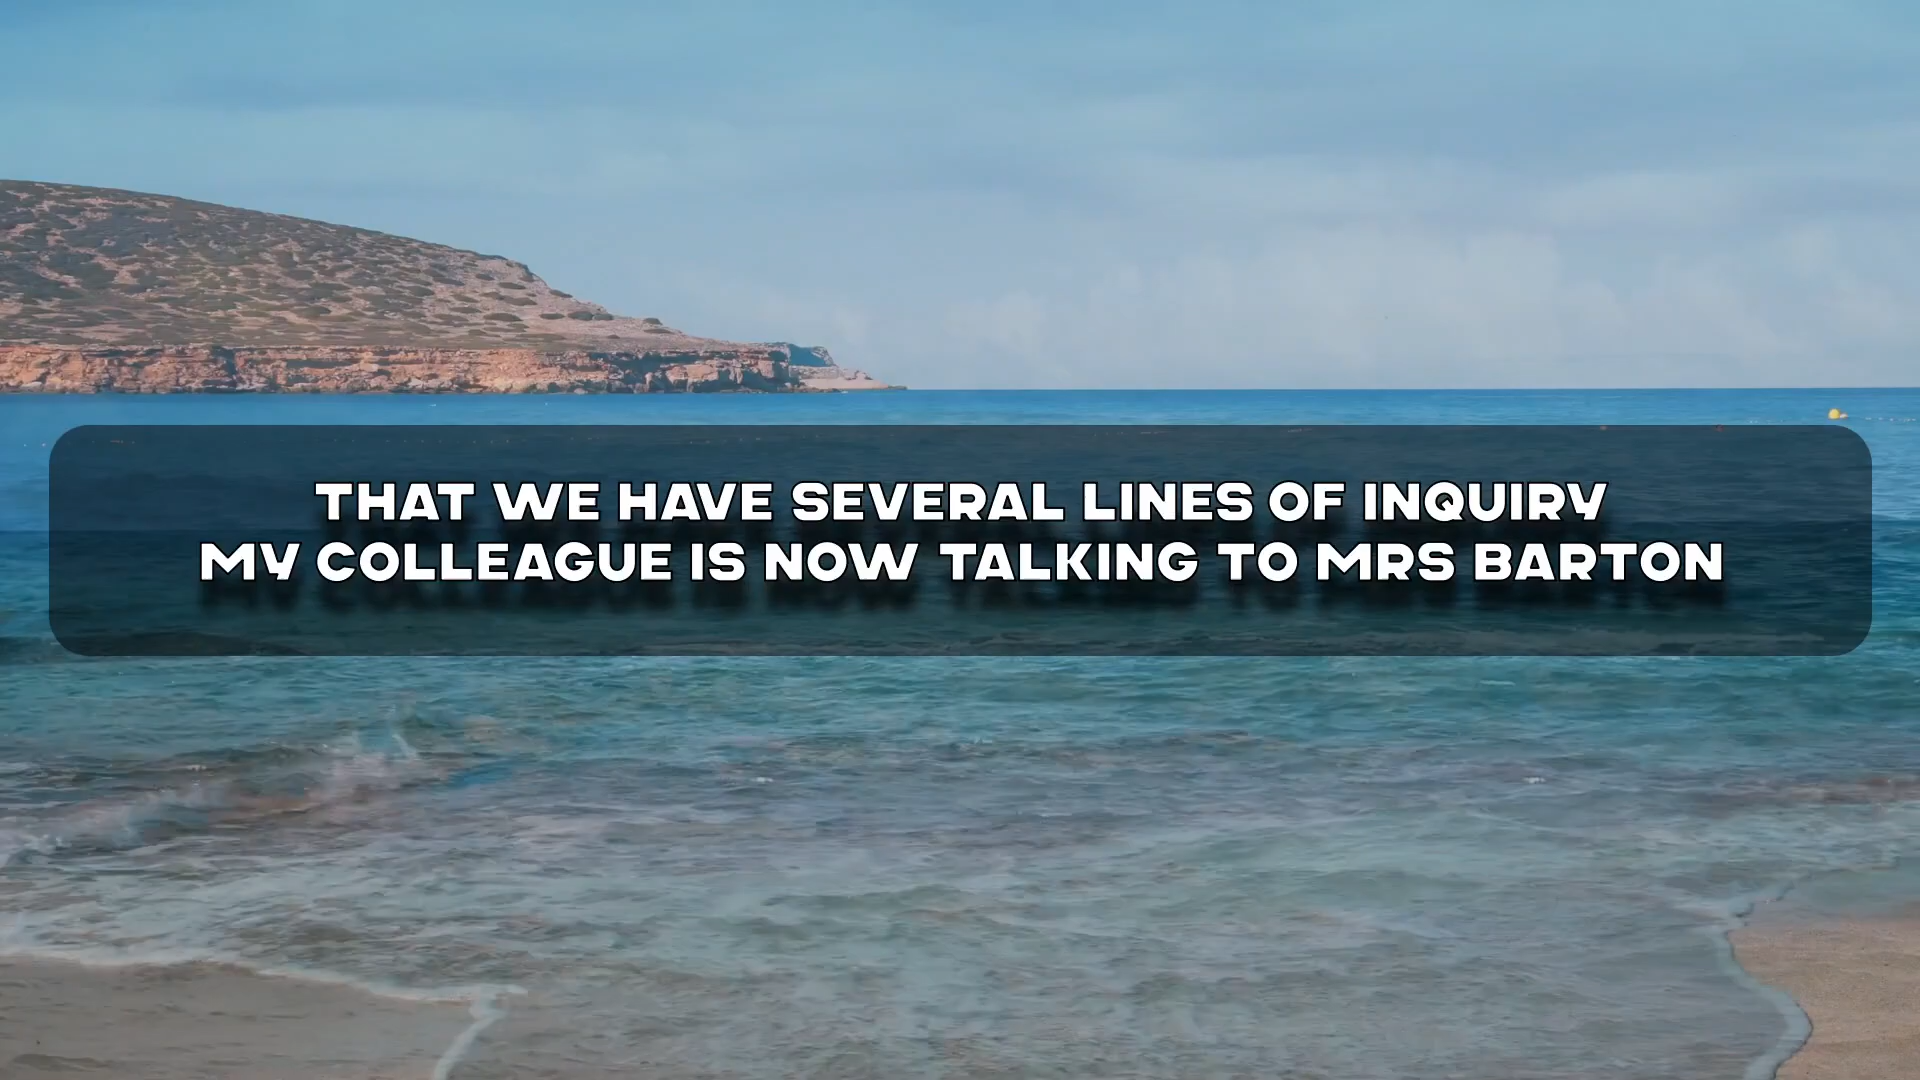 THAT WE HAVE SEVERAL LINES OF INQUIRY
MY COLLEAGUE IS NOW TALKING TO MRS BARTON